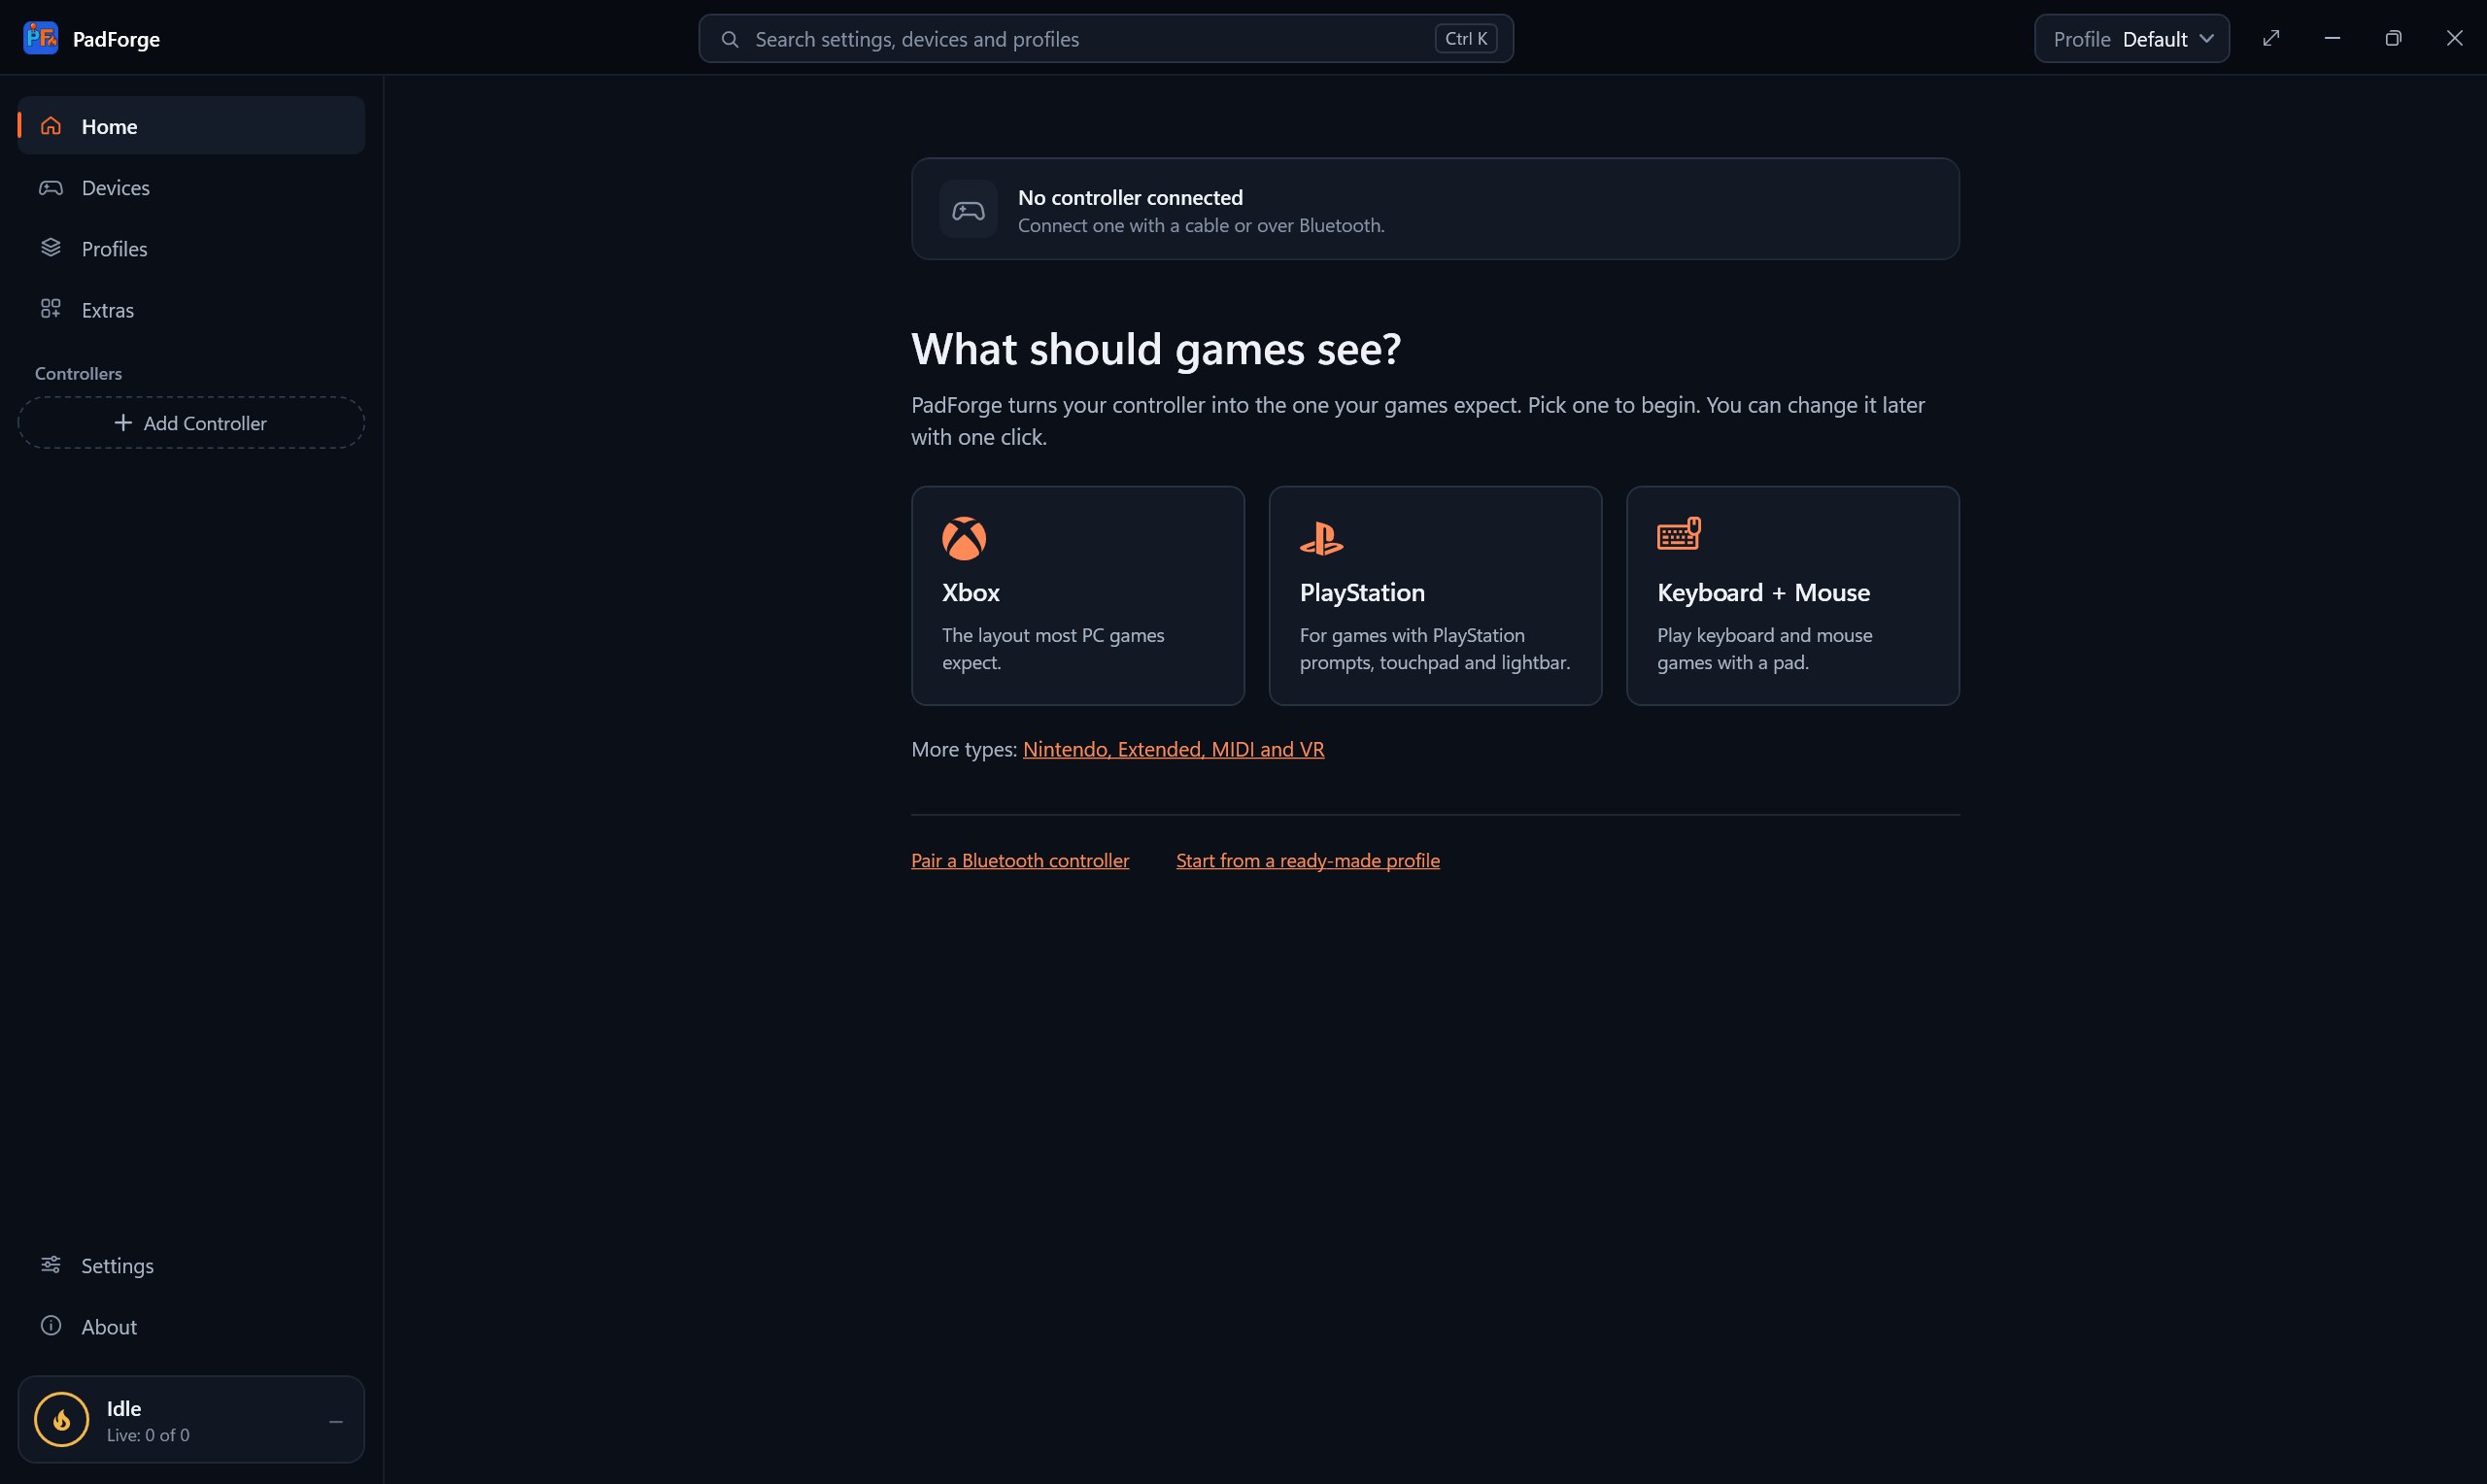 PadForge
Search settings, devices and profiles
Ctrl K
Profile Default
Home
Devices
Profiles
Extras
Controllers
+ Add Controller
No controller connected
Connect one with a cable or over Bluetooth.
What should games see?
PadForge turns your controller into the one your games expect. Pick one to begin. You can change it later
with one click.
Xbox
The layout most PC games
expect.
PlayStation
For games with PlayStation
prompts, touchpad and lightbar.
Keyboard + Mouse
Play keyboard and mouse
games with a pad.
More types: Nintendo, Extended, MIDI and VR
Pair a Bluetooth controller
Start from a ready-made profile
Settings
About
Idle
Live: 0 of 0
—